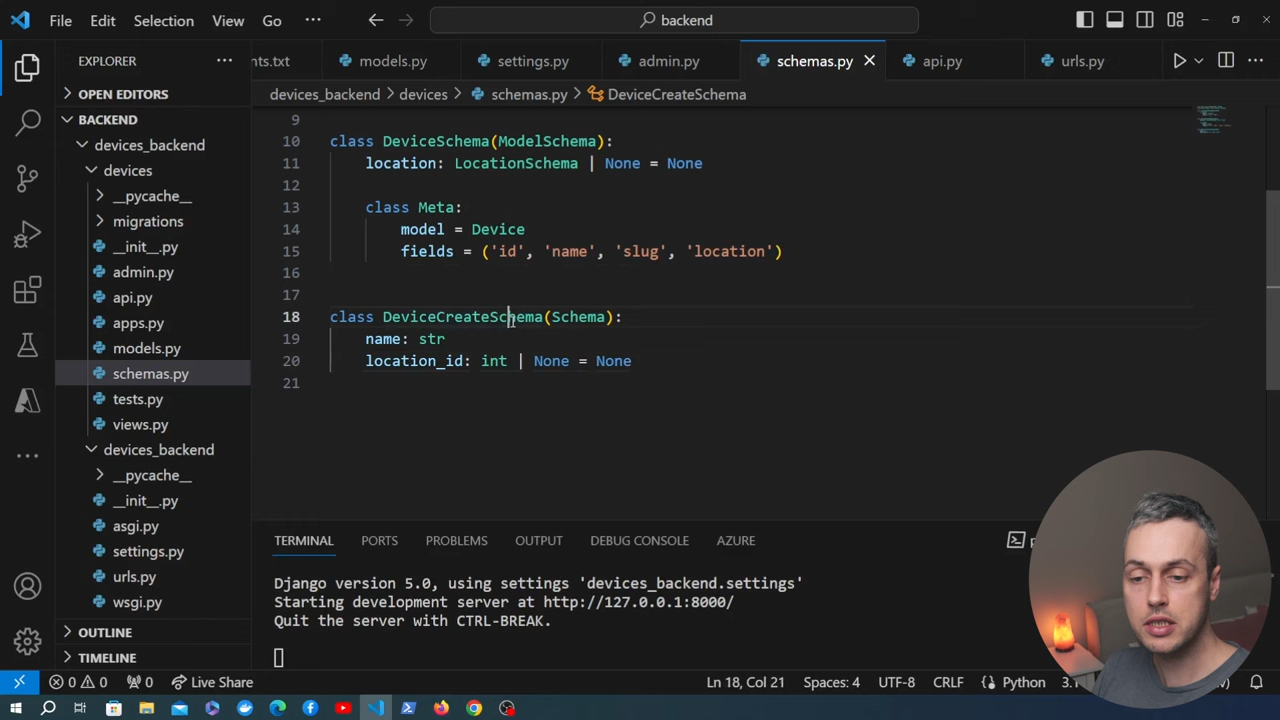 File Edit Selection View Go ··· backend
EXPLORER ···
nts.txt models.py settings.py admin.py schemas.py api.py urls.py ···
OPEN EDITORS
devices_backend > devices > schemas.py > DeviceCreateSchema
BACKEND
devices_backend
devices
__pycache__
migrations
__init__.py
admin.py
api.py
apps.py
models.py
schemas.py
tests.py
views.py
devices_backend
__pycache__
__init__.py
asgi.py
settings.py
urls.py
wsgi.py
OUTLINE
TIMELINE
9
10 class DeviceSchema(ModelSchema):
11 location: LocationSchema | None = None
12
13 class Meta:
14 model = Device
15 fields = ('id', 'name', 'slug', 'location')
16
17
18 class DeviceCreateSchema(Schema):
19 name: str
20 location_id: int | None = None
21
TERMINAL PORTS PROBLEMS OUTPUT DEBUG CONSOLE AZURE
Django version 5.0, using settings 'devices_backend.settings'
Starting development server at http://127.0.0.1:8000/
Quit the server with CTRL-BREAK.
0 0 0 Live Share Ln 18, Col 21 Spaces: 4 UTF-8 CRLF Python